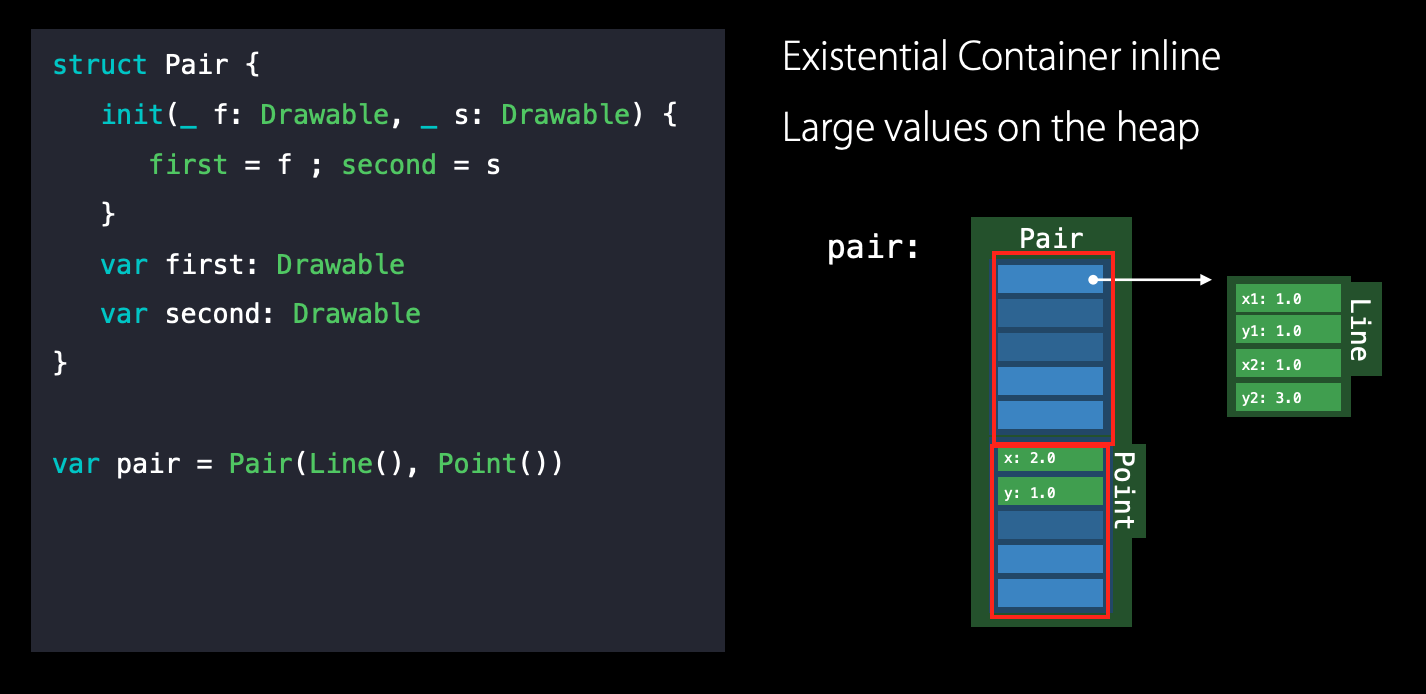 struct Pair {
init(_ f: Drawable, _ s: Drawable) {
first = f ; second = s
}
var first: Drawable
var second: Drawable
}
var pair = Pair(Line(), Point())
Existential Container inline
Large values on the heap
pair:
Pair
x1: 1.0
y1: 1.0
x2: 1.0
y2: 3.0
Line
x: 2.0
y: 1.0
Point